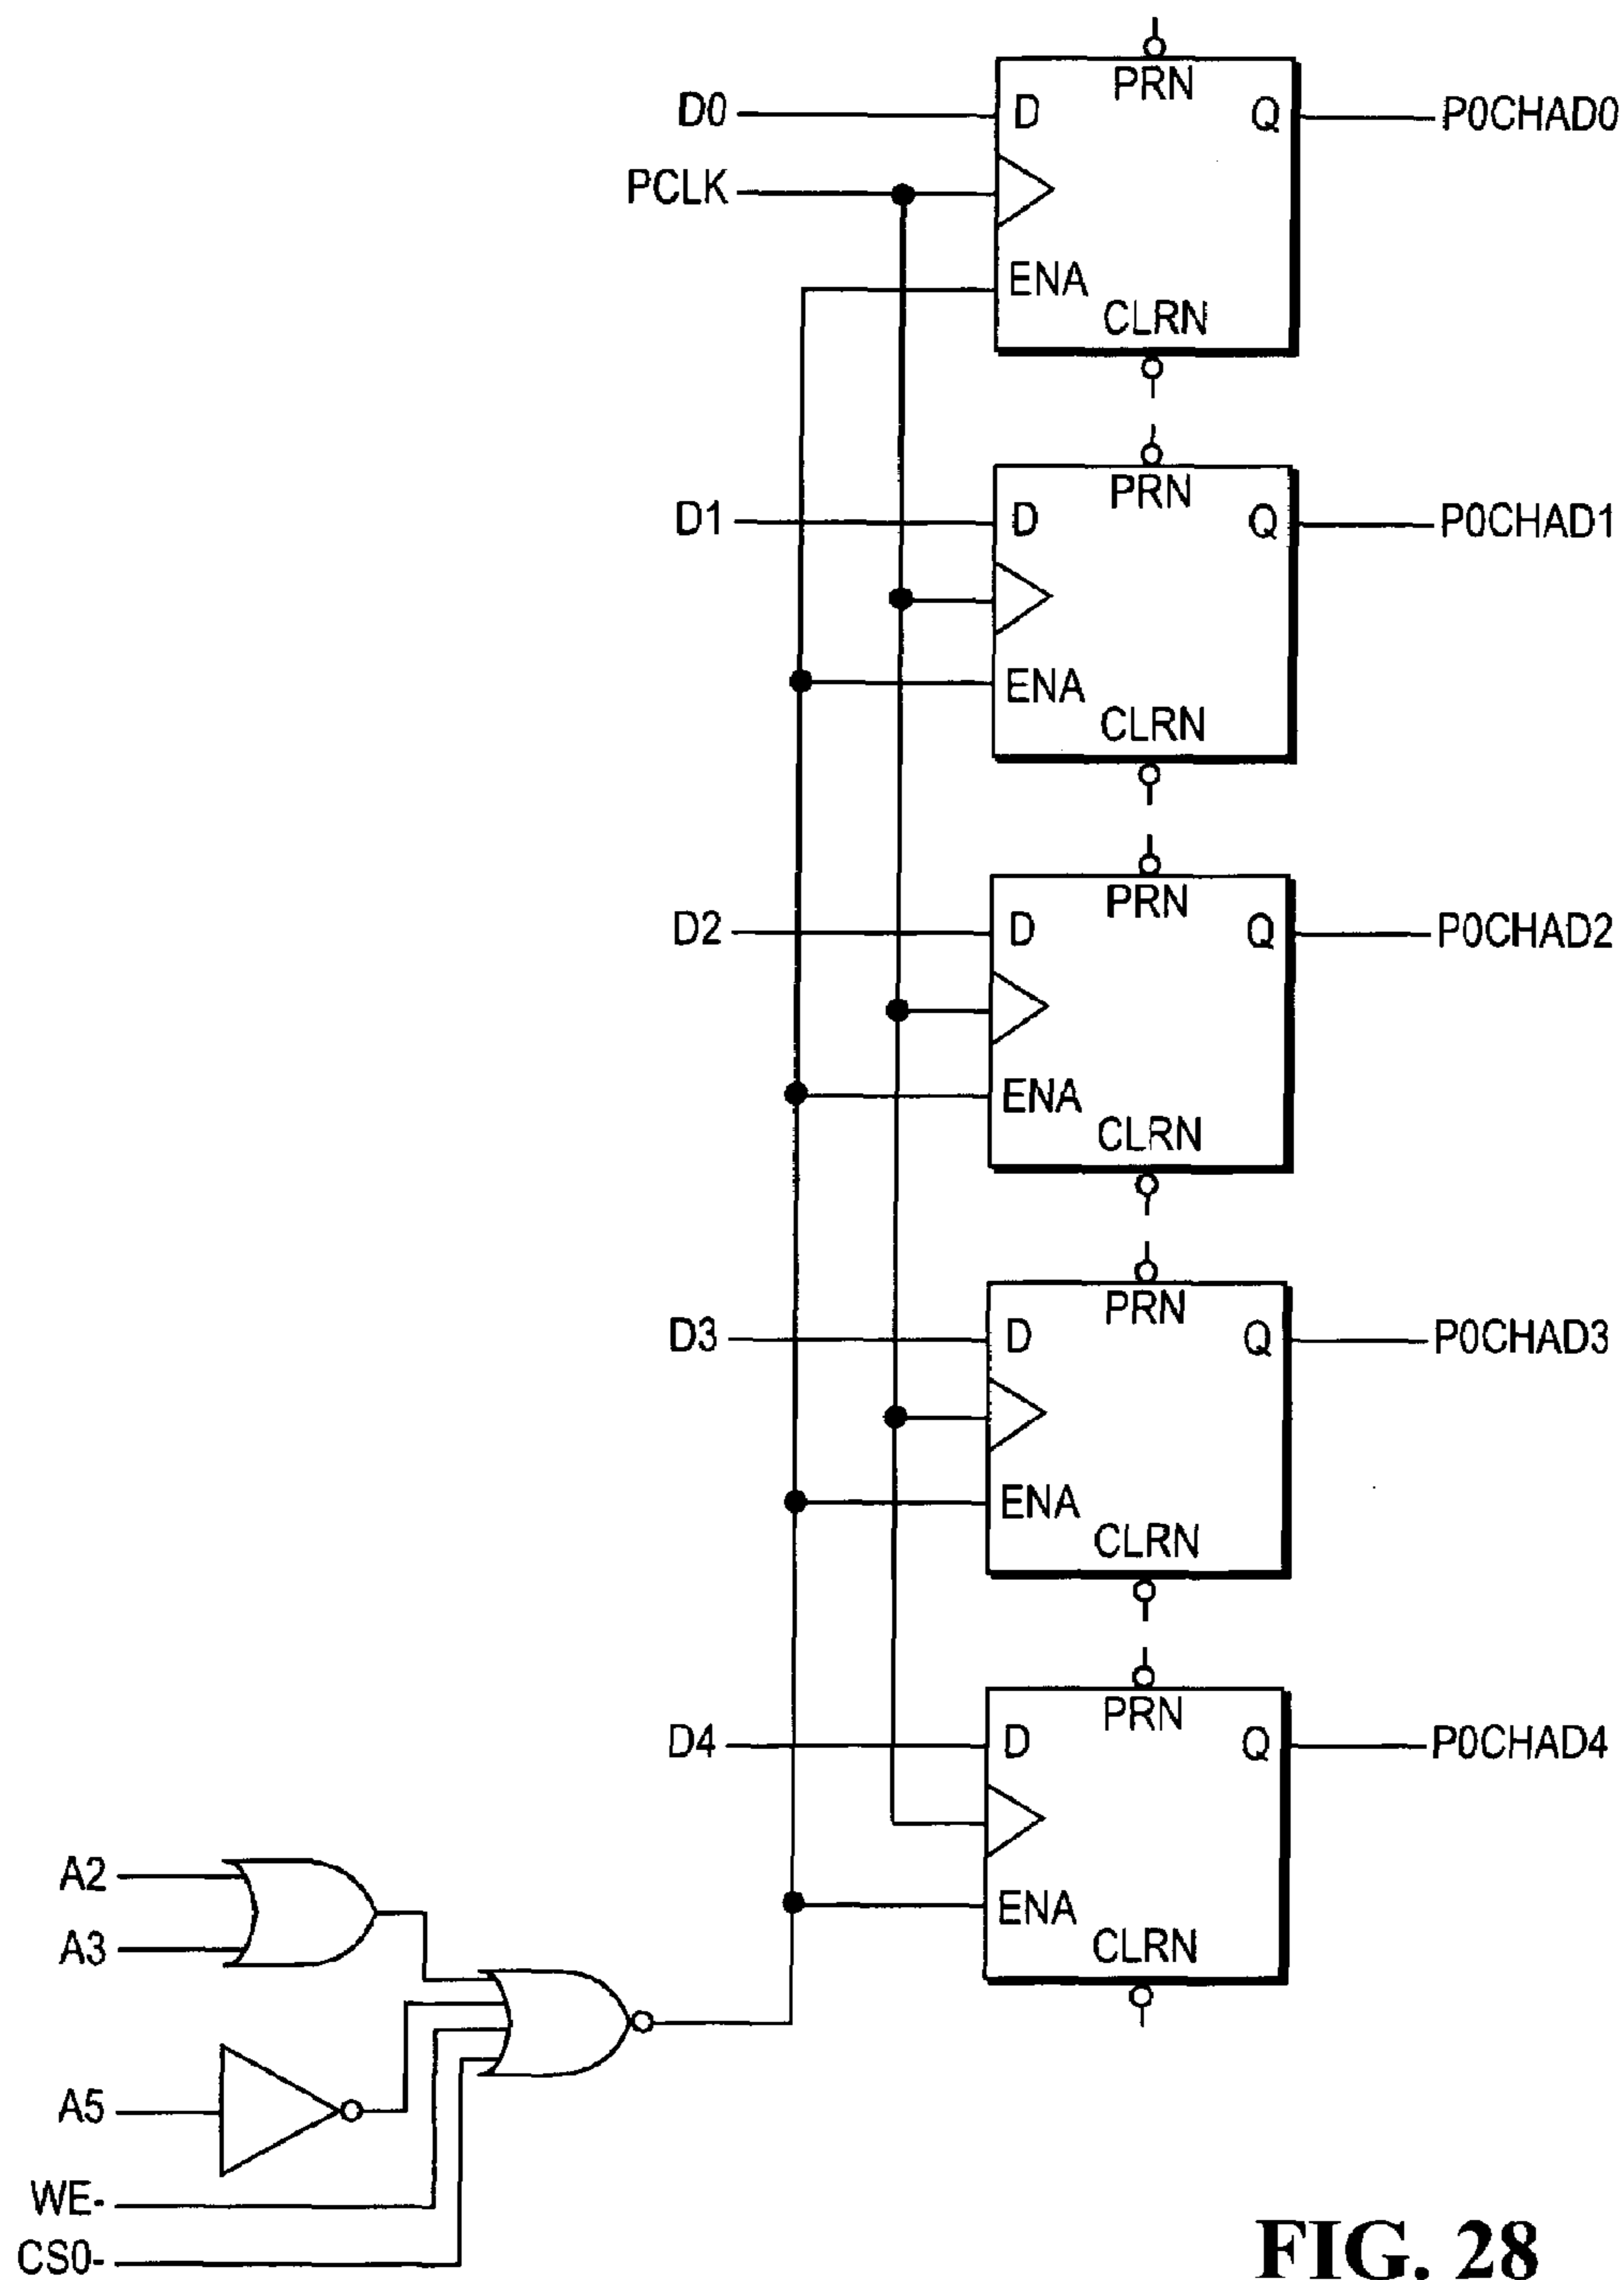 PRN
D0 D Q P0CHAD0
PCLK
ENA
CLRN
PRN
D1 D Q P0CHAD1
ENA
CLRN
PRN
D2 D Q P0CHAD2
ENA
CLRN
PRN
D3 D Q P0CHAD3
ENA
CLRN
PRN
D4 D Q P0CHAD4
A2
ENA
A3
CLRN
A5
WE-
CS0-
FIG. 28